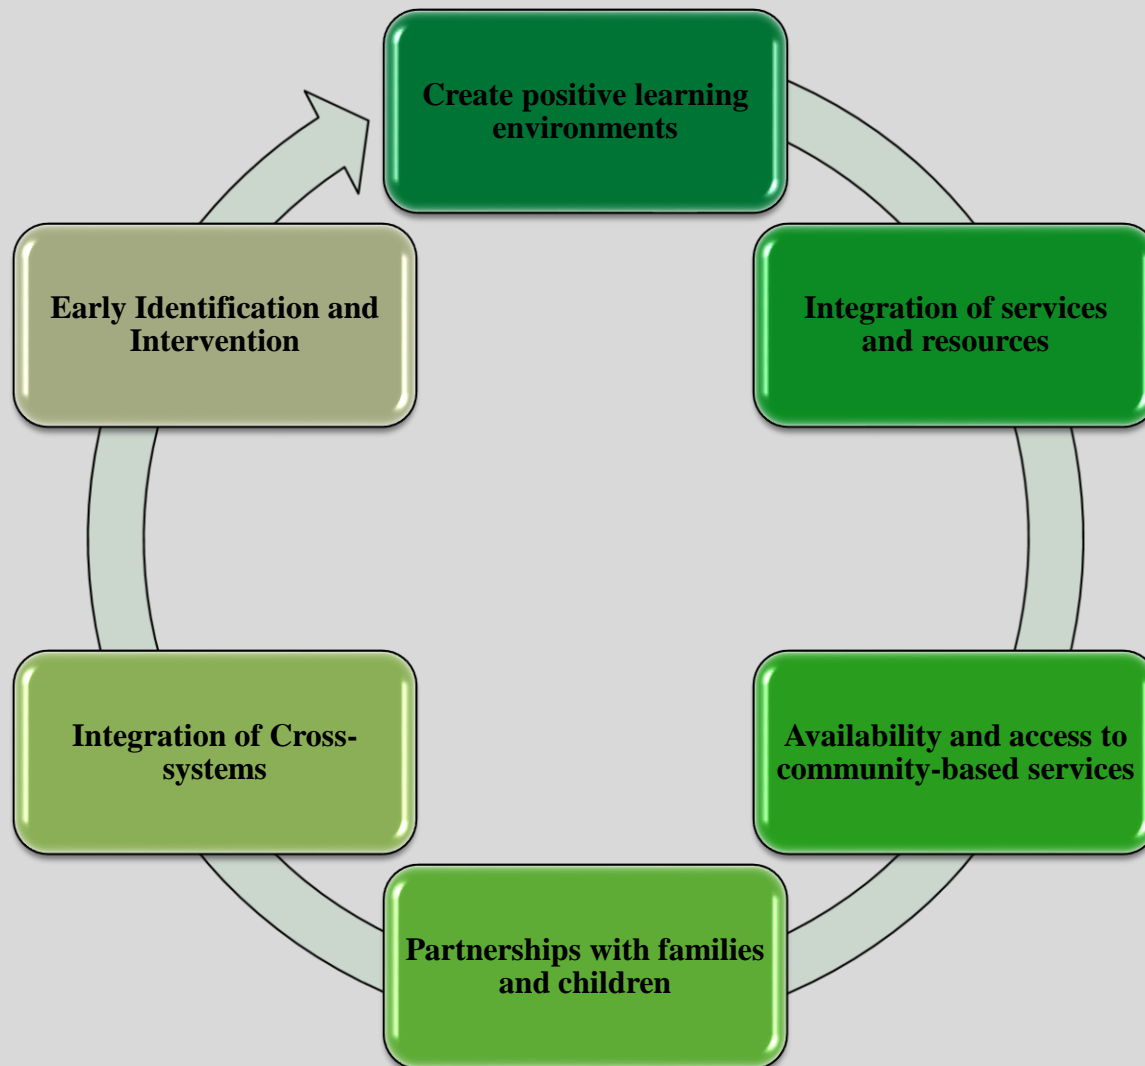 Create positive learning
environments
Integration of services
and resources
Availability and access to
community-based services
Partnerships with families
and children
Integration of Cross-
systems
Early Identification and
Intervention